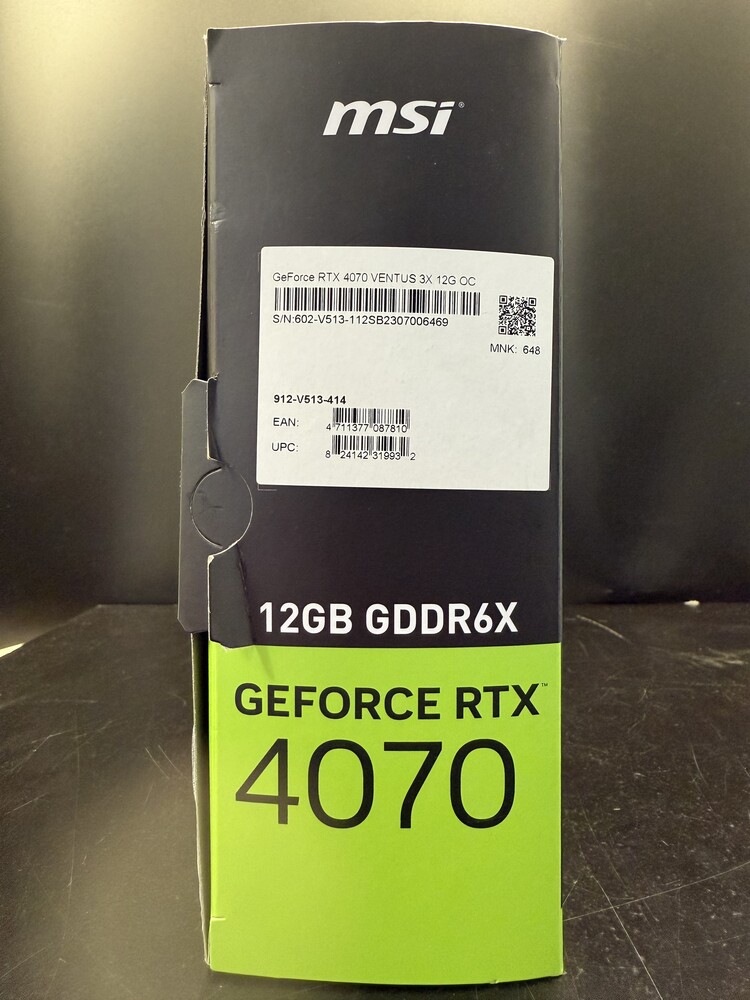 msi®
GeForce RTX 4070 VENTUS 3X 12G OC
S/N:602-V513-112SB2307006469
MNK: 648
912-V513-414
EAN: 4 711377 087810
UPC: 8 24142 31993 2
12GB GDDR6X
GEFORCE RTX™
4070